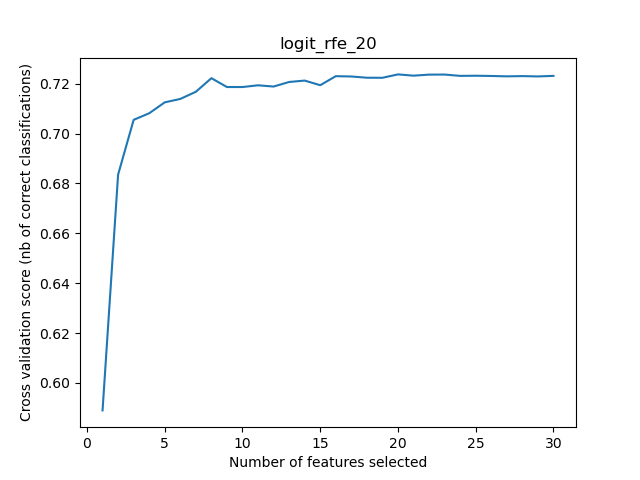 logit_rfe_20
Cross validation score (nb of correct classifications)
0.72
0.70
0.68
0.66
0.64
0.62
0.60
0 5 10 15 20 25 30
Number of features selected